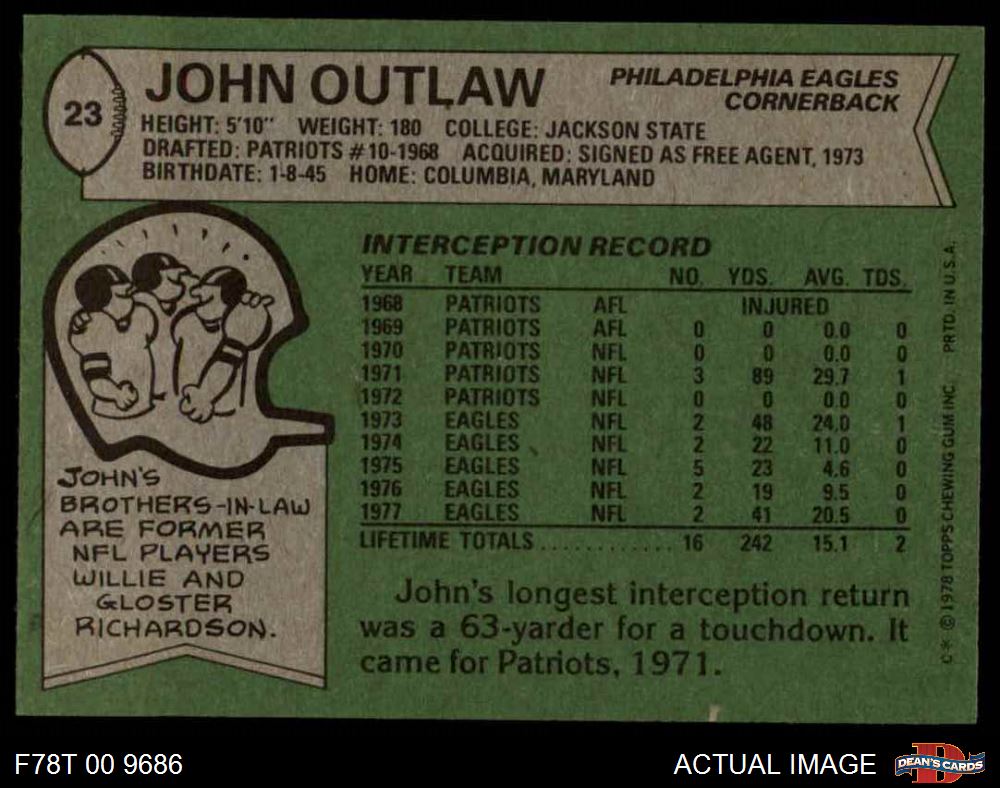 23
JOHN OUTLAW
PHILADELPHIA EAGLES
CORNERBACK
HEIGHT: 5'10" WEIGHT: 180 COLLEGE: JACKSON STATE
DRAFTED: PATRIOTS #10-1968 ACQUIRED: SIGNED AS FREE AGENT, 1973
BIRTHDATE: 1-8-45 HOME: COLUMBIA, MARYLAND
JOHN'S
BROTHERS-IN-LAW
ARE FORMER
NFL PLAYERS
WILLIE AND
GLOSTER
RICHARDSON.
INTERCEPTION RECORD
YEAR TEAM NO. YDS. AVG. TDS.
1968 PATRIOTS AFL INJURED
1969 PATRIOTS AFL 0 0 0.0 0
1970 PATRIOTS NFL 0 0 0.0 0
1971 PATRIOTS NFL 3 89 29.7 1
1972 PATRIOTS NFL 0 0 0.0 0
1973 EAGLES NFL 2 48 24.0 1
1974 EAGLES NFL 2 22 11.0 0
1975 EAGLES NFL 5 23 4.6 0
1976 EAGLES NFL 2 19 9.5 0
1977 EAGLES NFL 2 41 20.5 0
LIFETIME TOTALS............ 16 242 15.1 2
John's longest interception return
was a 63-yarder for a touchdown. It
came for Patriots, 1971.
C* © 1978 TOPPS CHEWING GUM INC. PRTD. IN U.S.A.
F78T 00 9686
ACTUAL IMAGE
D
DEAN'S CARDS